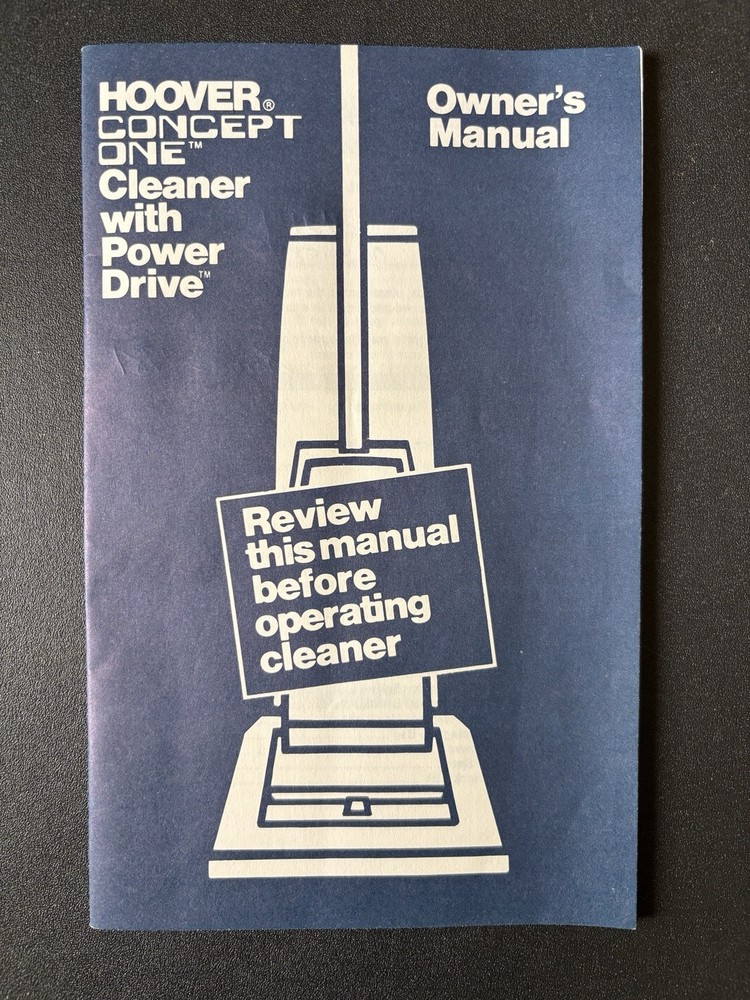 HOOVER®
CONCEPT
ONE™
Cleaner
with
Power
Drive™
Owner's
Manual
Review
this manual
before
operating
cleaner